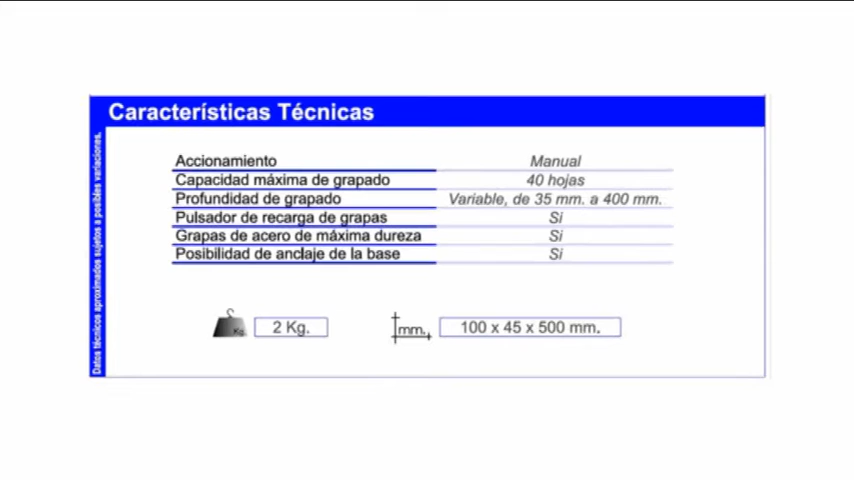 Características Técnicas
Datos técnicos aproximados sujetos a posibles variaciones.
Accionamiento Manual
Capacidad máxima de grapado 40 hojas
Profundidad de grapado Variable, de 35 mm. a 400 mm.
Pulsador de recarga de grapas Si
Grapas de acero de máxima dureza Si
Posibilidad de anclaje de la base Si
Kg. 2 Kg. mm. 100 x 45 x 500 mm.